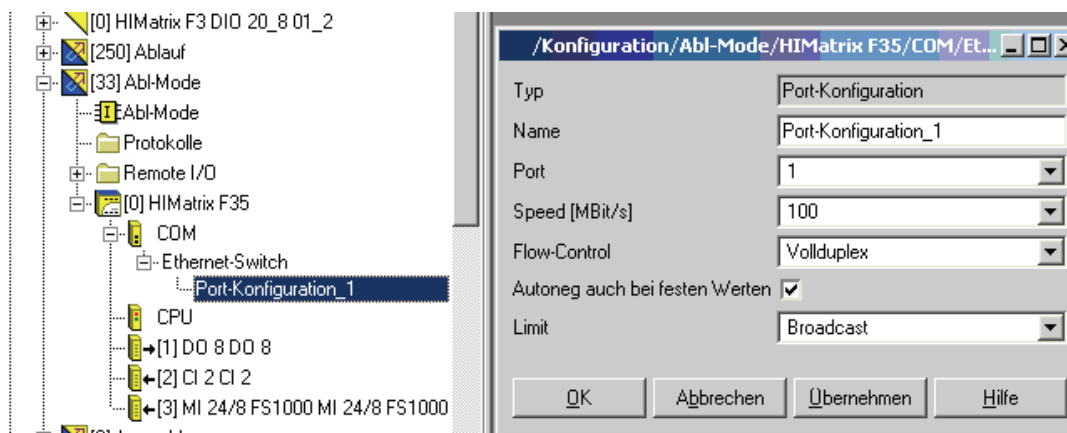 [0] HIMatrix F3 DIO 20_8 01_2
[250] Ablauf
[33] Abl-Mode
Abl-Mode
Protokolle
Remote I/O
[0] HIMatrix F35
COM
Ethernet-Switch
Port-Konfiguration_1
CPU
[1] DO 8 DO 8
[2] CI 2 CI 2
[3] MI 24/8 FS1000 MI 24/8 FS1000
/Konfiguration/Abl-Mode/HIMatrix F35/COM/Et...
Typ Port-Konfiguration
Name Port-Konfiguration_1
Port 1
Speed [MBit/s] 100
Flow-Control Vollduplex
Autoneg auch bei festen Werten
Limit Broadcast
OK Abbrechen Übernehmen Hilfe